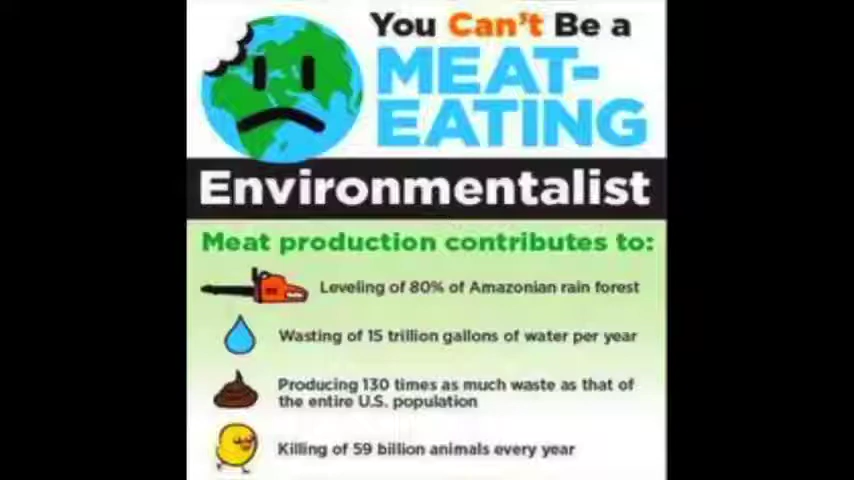 You Can't Be a
MEAT-
EATING
Environmentalist
Meat production contributes to:
Leveling of 80% of Amazonian rain forest
Wasting of 15 trillion gallons of water per year
Producing 130 times as much waste as that of
the entire U.S. population
Killing of 59 billion animals every year